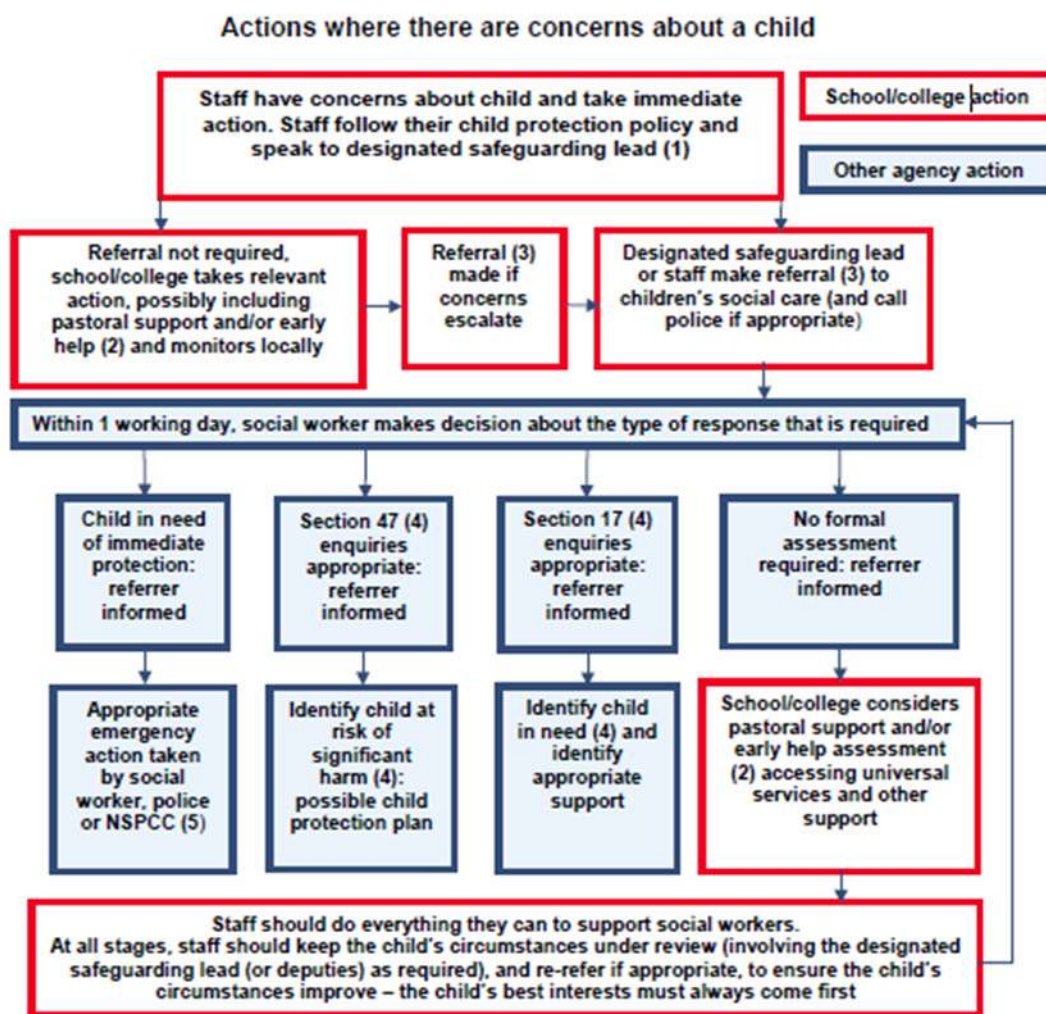 Actions where there are concerns about a child
Staff have concerns about child and take immediate
action. Staff follow their child protection policy and
speak to designated safeguarding lead (1)
School/college action
Other agency action
Referral not required,
school/college takes relevant
action, possibly including
pastoral support and/or early
help (2) and monitors locally
Referral (3)
made if
concerns
escalate
Designated safeguarding lead
or staff make referral (3) to
children's social care (and call
police if appropriate)
Within 1 working day, social worker makes decision about the type of response that is required
Child in need
of immediate
protection:
referrer
informed
Section 47 (4)
enquiries
appropriate:
referrer
informed
Section 17 (4)
enquiries
appropriate:
referrer
informed
No formal
assessment
required: referrer
informed
Appropriate
emergency
action taken
by social
worker, police
or NSPCC (5)
Identify child at
risk of
significant
harm (4):
possible child
protection plan
Identify child
in need (4) and
identify
appropriate
support
School/college considers
pastoral support and/or
early help assessment
(2) accessing universal
services and other
support
Staff should do everything they can to support social workers.
At all stages, staff should keep the child's circumstances under review (involving the designated
safeguarding lead (or deputies) as required), and re-refer if appropriate, to ensure the child's
circumstances improve – the child's best interests must always come first